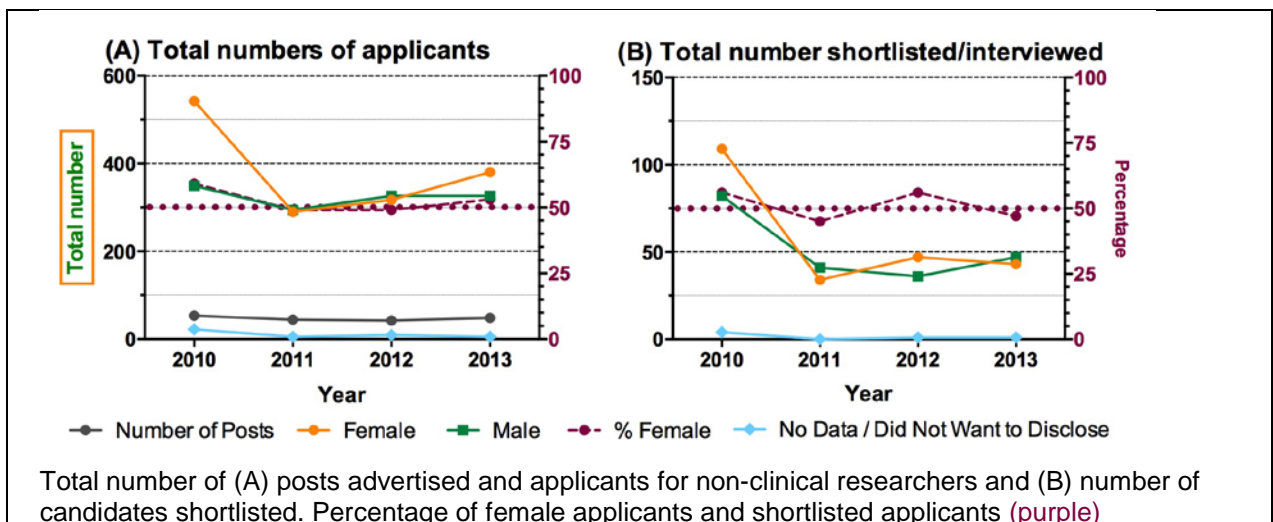 (A) Total numbers of applicants
600
400
200
0
100
75
50
25
0
Total number
2010 2011 2012 2013
Year
(B) Total number shortlisted/interviewed
150
100
50
0
100
75
50
25
0
Percentage
2010 2011 2012 2013
Year
Number of Posts Female Male % Female No Data / Did Not Want to Disclose
Total number of (A) posts advertised and applicants for non-clinical researchers and (B) number of
candidates shortlisted. Percentage of female applicants and shortlisted applicants (purple)